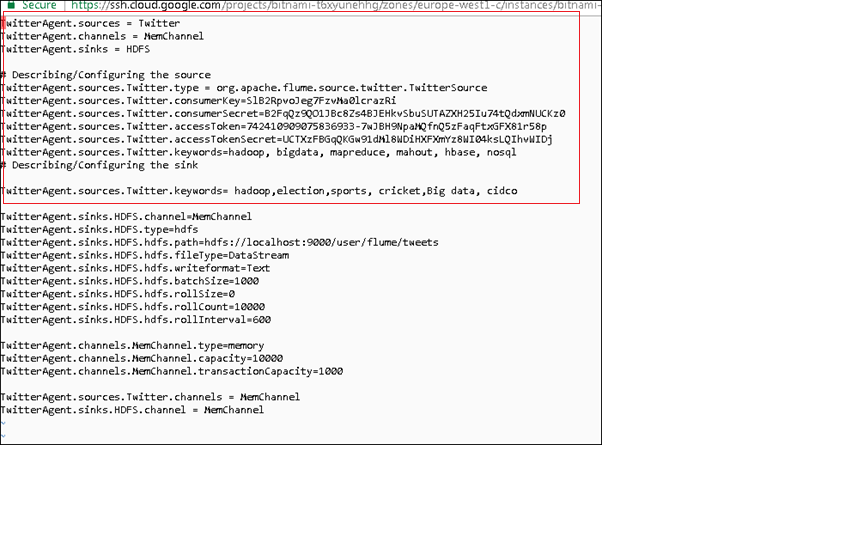 Secure https://ssh.cloud.google.com/projects/bitnami-t6xyunehhg/zones/europe-west1-c/instances/bitnami-
TwitterAgent.sources = Twitter
TwitterAgent.channels = MemChannel
TwitterAgent.sinks = HDFS
# Describing/Configuring the source
TwitterAgent.sources.Twitter.type = org.apache.flume.source.twitter.TwitterSource
TwitterAgent.sources.Twitter.consumerKey=
TwitterAgent.sources.Twitter.consumerSecret=
TwitterAgent.sources.Twitter.accessToken=
TwitterAgent.sources.Twitter.accessTokenSecret=
TwitterAgent.sources.Twitter.keywords=hadoop, bigdata, mapreduce, mahout, hbase, nosql
# Describing/Configuring the sink
TwitterAgent.sources.Twitter.keywords= hadoop,election,sports, cricket,Big data, cidco
TwitterAgent.sinks.HDFS.channel=MemChannel
TwitterAgent.sinks.HDFS.type=hdfs
TwitterAgent.sinks.HDFS.hdfs.path=hdfs://localhost:9000/user/flume/tweets
TwitterAgent.sinks.HDFS.hdfs.fileType=DataStream
TwitterAgent.sinks.HDFS.hdfs.writeformat=Text
TwitterAgent.sinks.HDFS.hdfs.batchSize=1000
TwitterAgent.sinks.HDFS.hdfs.rollSize=0
TwitterAgent.sinks.HDFS.hdfs.rollCount=10000
TwitterAgent.sinks.HDFS.hdfs.rollInterval=600
TwitterAgent.channels.MemChannel.type=memory
TwitterAgent.channels.MemChannel.capacity=10000
TwitterAgent.channels.MemChannel.transactionCapacity=1000
TwitterAgent.sources.Twitter.channels = MemChannel
TwitterAgent.sinks.HDFS.channel = MemChannel
~
~